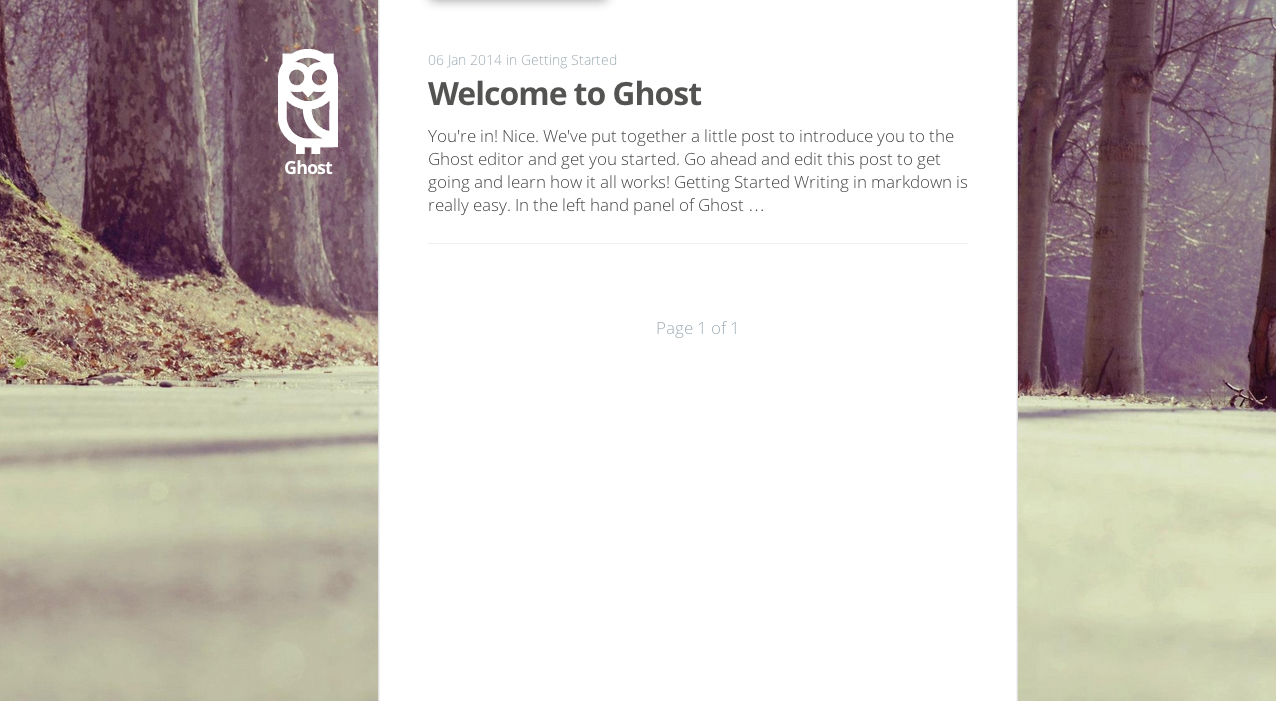 Ghost
06 Jan 2014 in Getting Started
Welcome to Ghost
You're in! Nice. We've put together a little post to introduce you to the
Ghost editor and get you started. Go ahead and edit this post to get
going and learn how it all works! Getting Started Writing in markdown is
really easy. In the left hand panel of Ghost …
Page 1 of 1